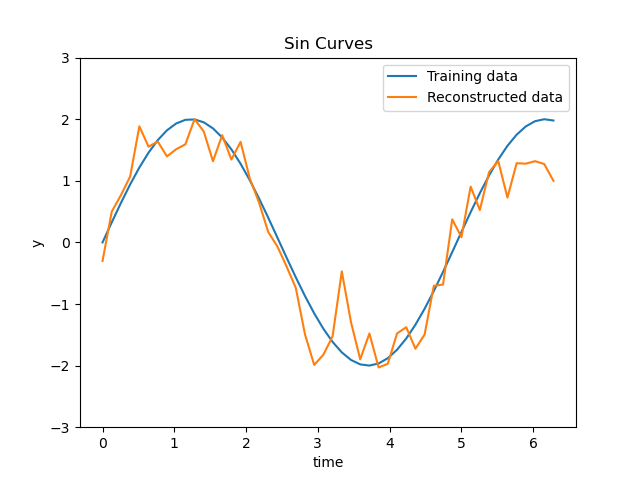 Sin Curves
Training data
Reconstructed data
3
2
1
0
−1
−2
−3
y
0 1 2 3 4 5 6
time